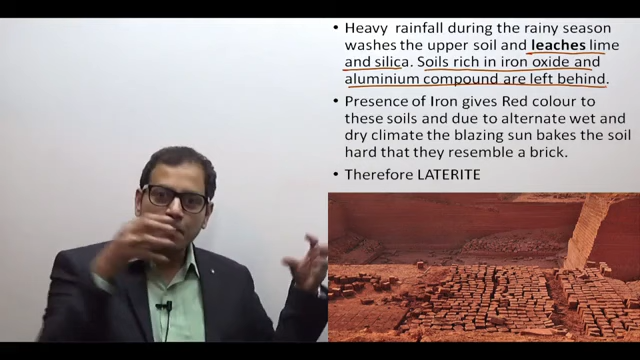 • Heavy rainfall during the rainy season
washes the upper soil and leaches lime
and silica. Soils rich in iron oxide and
aluminium compound are left behind.
• Presence of Iron gives Red colour to
these soils and due to alternate wet and
dry climate the blazing sun bakes the soil
hard that they resemble a brick.
• Therefore LATERITE